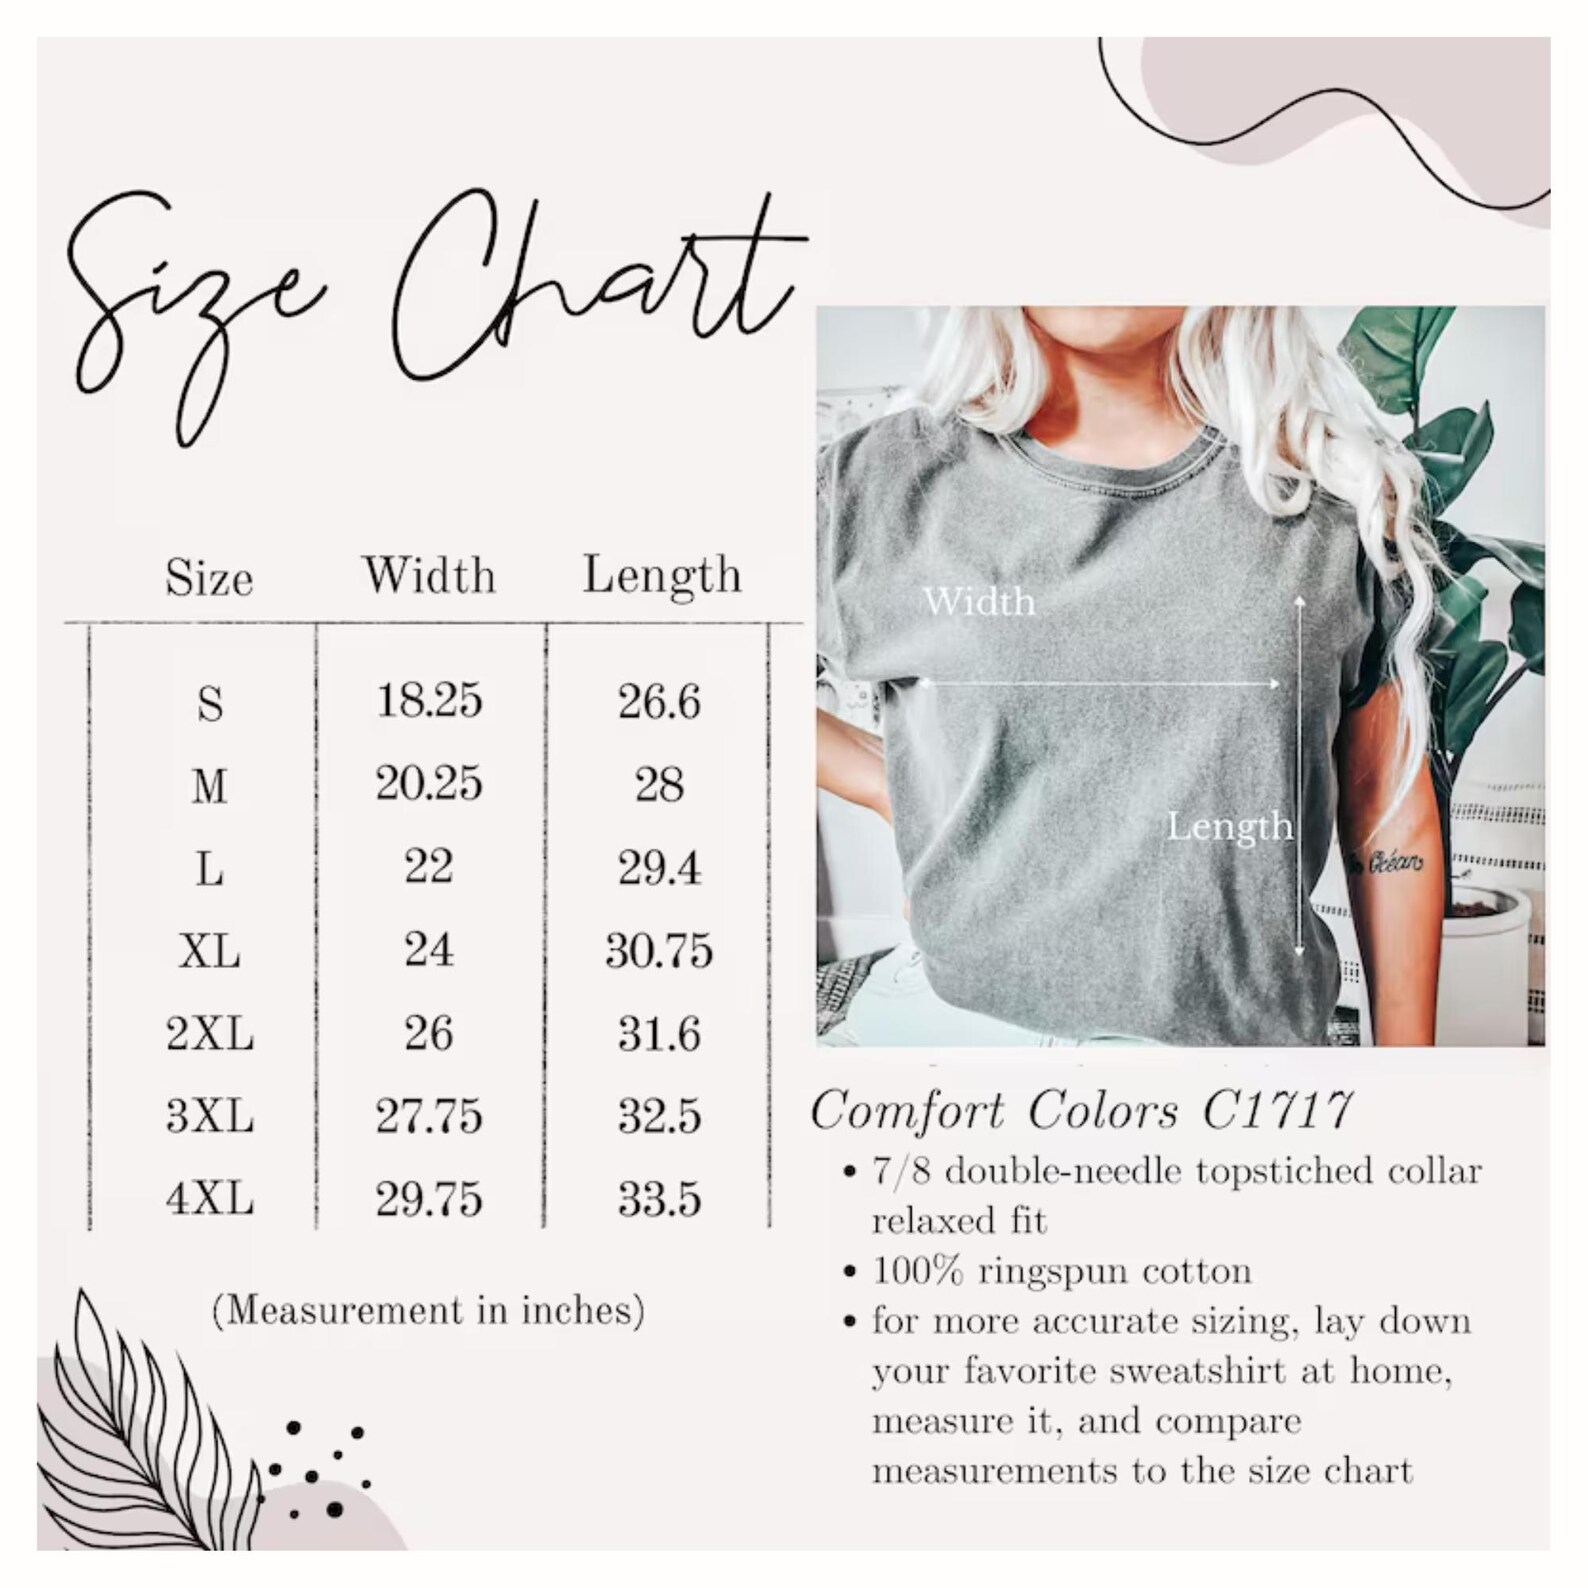 Size Chart
Size Width Length
S 18.25 26.6
M 20.25 28
L 22 29.4
XL 24 30.75
2XL 26 31.6
3XL 27.75 32.5
4XL 29.75 33.5
(Measurement in inches)
Width
Length
Océan
Comfort Colors C1717
• 7/8 double-needle topstiched collar
relaxed fit
• 100% ringspun cotton
• for more accurate sizing, lay down
your favorite sweatshirt at home,
measure it, and compare
measurements to the size chart